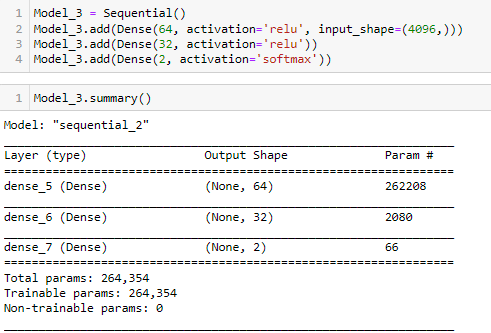 1 Model_3 = Sequential()
2 Model_3.add(Dense(64, activation='relu', input_shape=(4096,)))
3 Model_3.add(Dense(32, activation='relu'))
4 Model_3.add(Dense(2, activation='softmax'))
1 Model_3.summary()
Model: "sequential_2"
_________________________________________________________________
Layer (type) Output Shape Param #
=================================================================
dense_5 (Dense) (None, 64) 262208
_________________________________________________________________
dense_6 (Dense) (None, 32) 2080
_________________________________________________________________
dense_7 (Dense) (None, 2) 66
=================================================================
Total params: 264,354
Trainable params: 264,354
Non-trainable params: 0
_________________________________________________________________